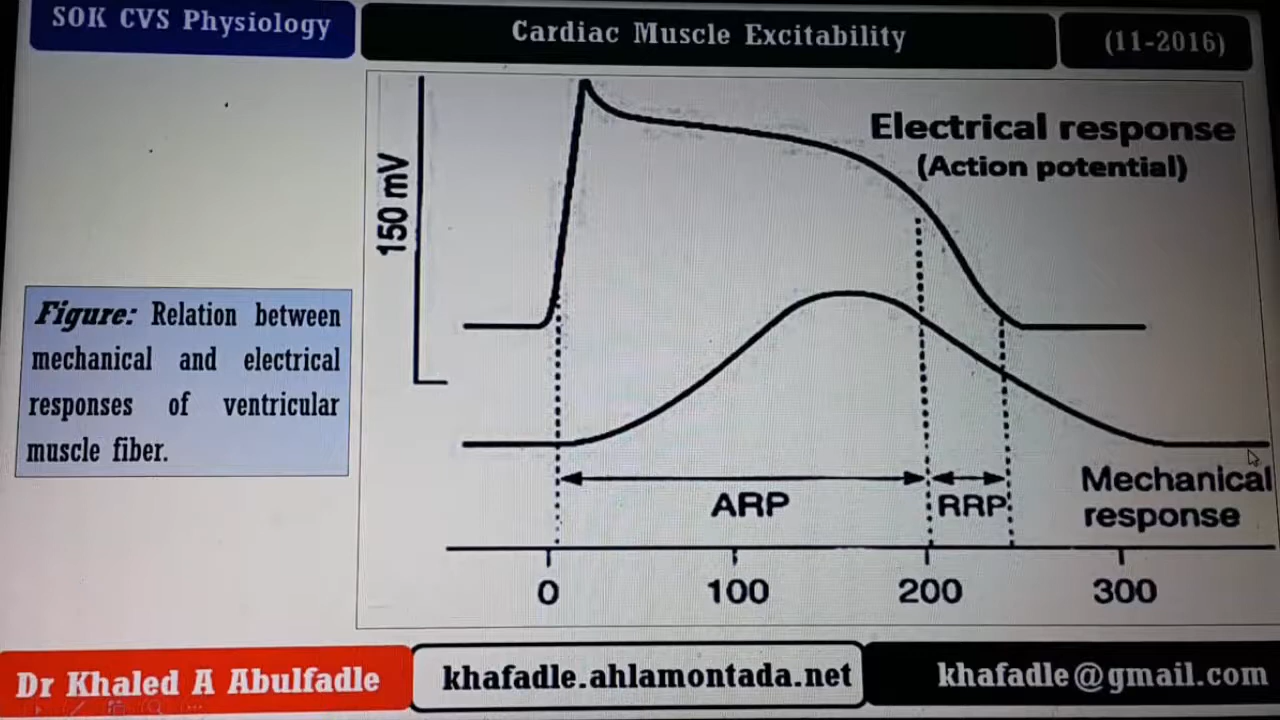 SOK CVS Physiology
Cardiac Muscle Excitability
(11-2016)
Electrical response
(Action potential)
150 mV
Figure: Relation between
mechanical and electrical
responses of ventricular
muscle fiber.
ARP
RRP
Mechanical
response
0
100
200
300
Dr Khaled A Abulfadle
khafadle.ahlamontada.net
khafadle@gmail.com